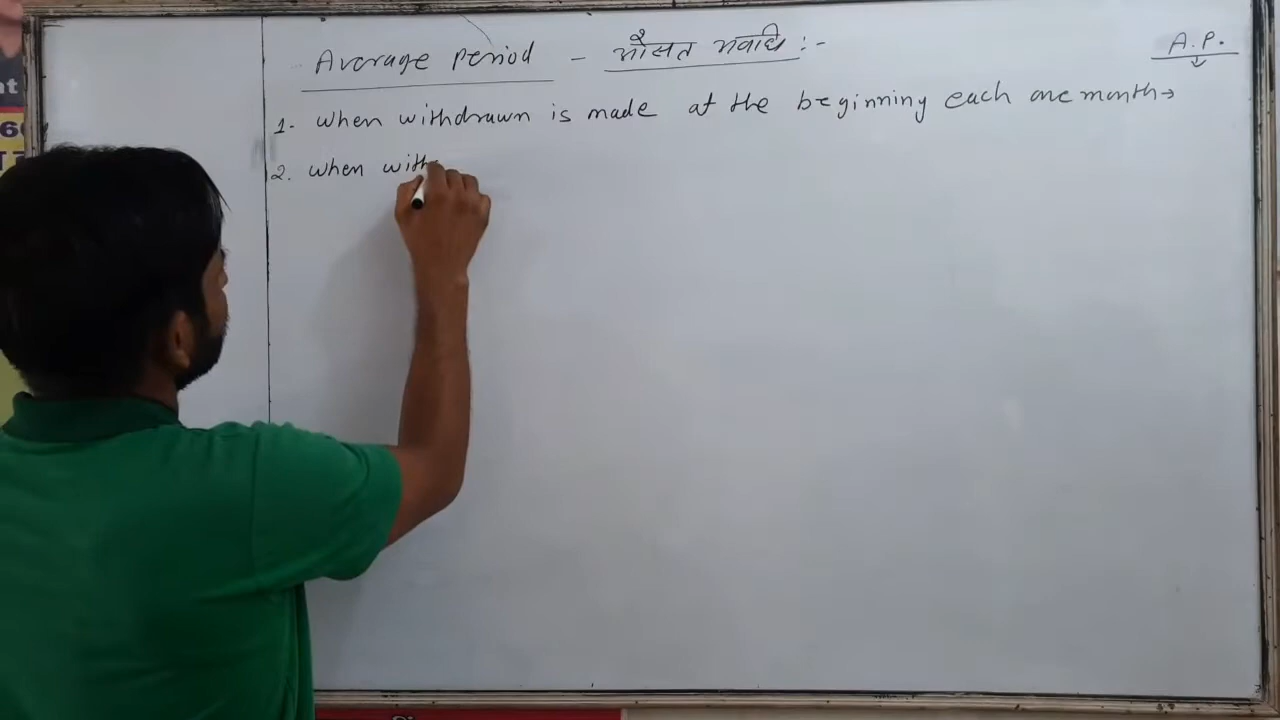 Average Period - औसत अवधि :-
A.P.
1. When withdrawn is made at the beginning each one month→
2. When with